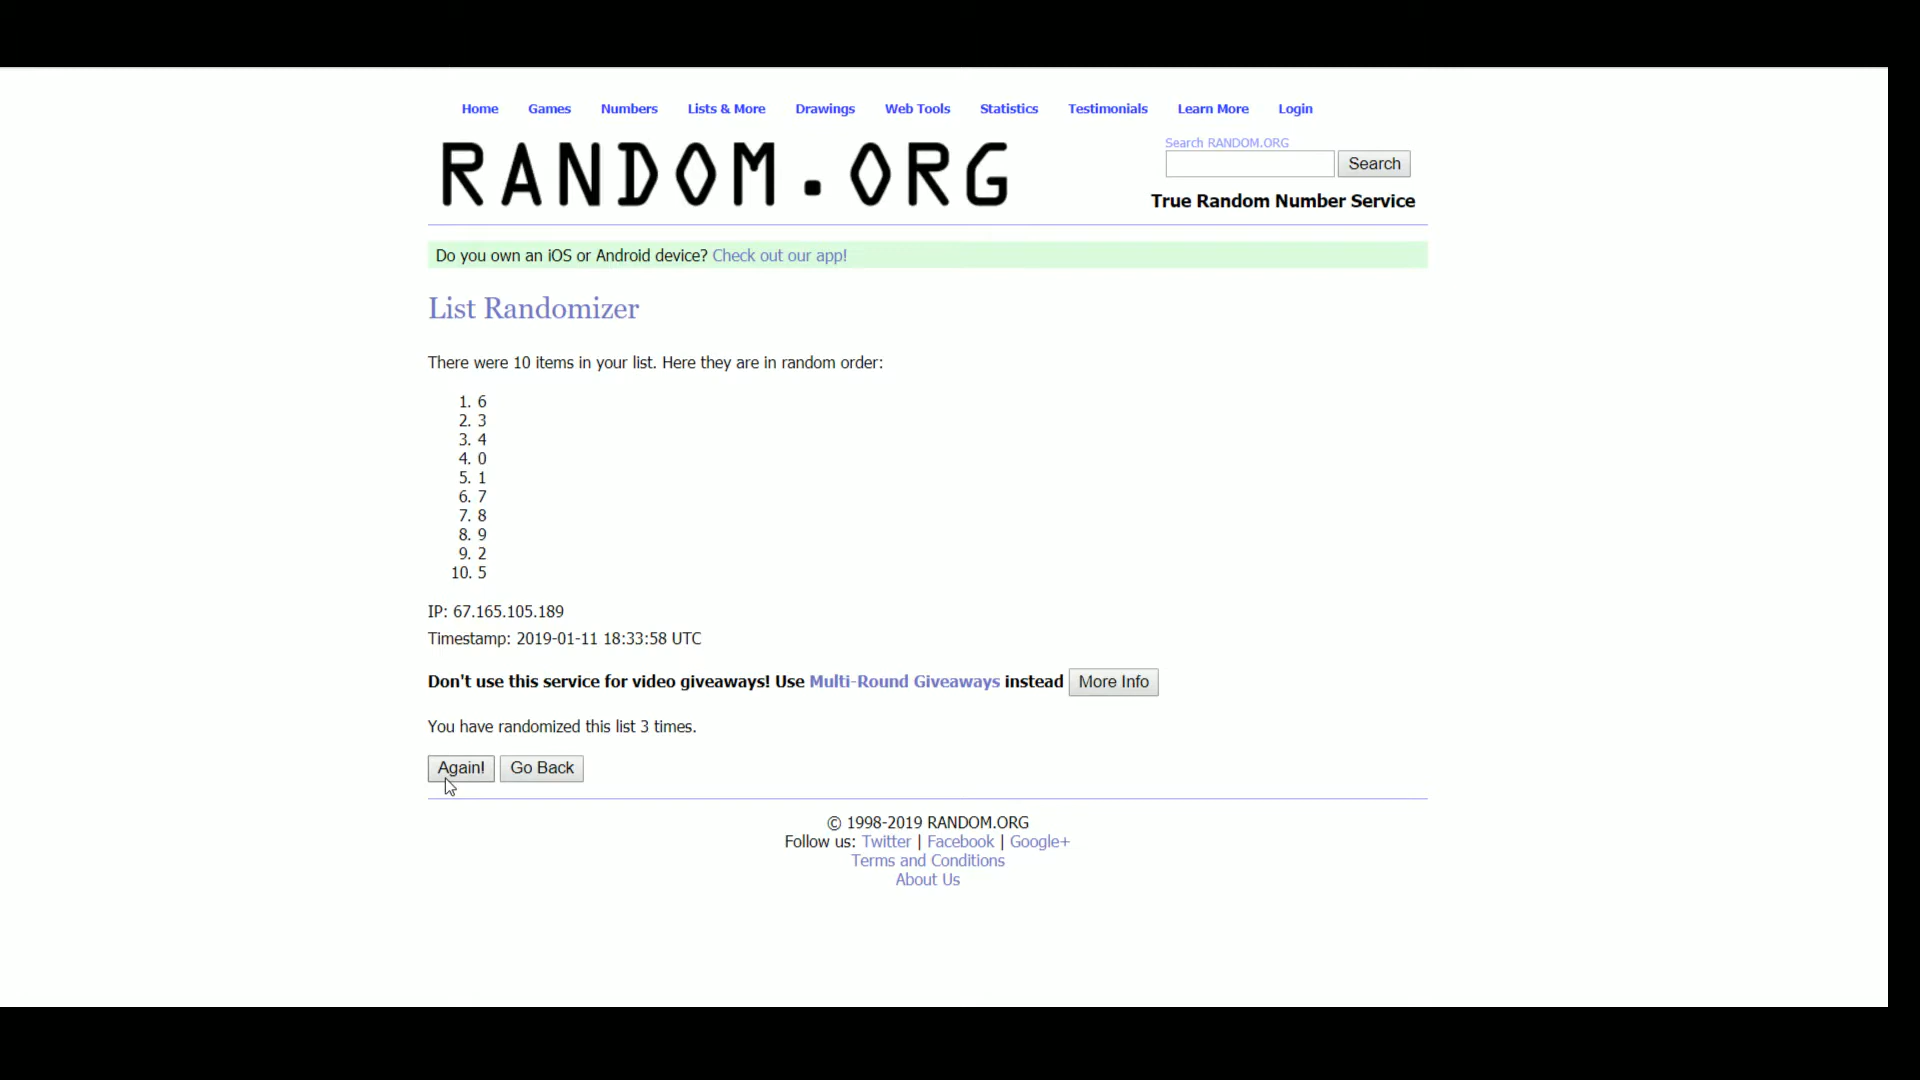 Home Games Numbers Lists & More Drawings Web Tools Statistics Testimonials Learn More Login
RANDOM.ORG
Search RANDOM.ORG
Search
True Random Number Service
Do you own an iOS or Android device? Check out our app!
List Randomizer
There were 10 items in your list. Here they are in random order:
1. 6
2. 3
3. 4
4. 0
5. 1
6. 7
7. 8
8. 9
9. 2
10. 5
IP: 67.165.105.189
Timestamp: 2019-01-11 18:33:58 UTC
Don't use this service for video giveaways! Use Multi-Round Giveaways instead More Info
You have randomized this list 3 times.
Again! Go Back
© 1998-2019 RANDOM.ORG
Follow us: Twitter | Facebook | Google+
Terms and Conditions
About Us